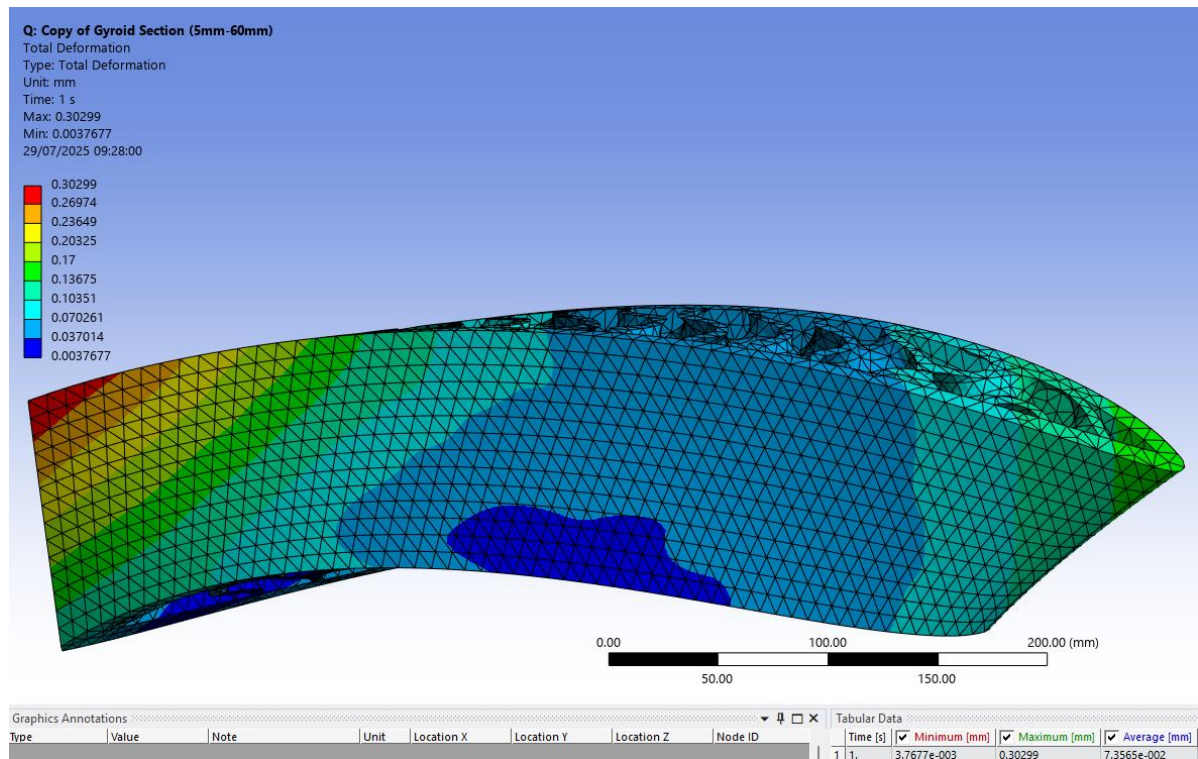 Q: Copy of Gyroid Section (5mm-60mm)
Total Deformation
Type: Total Deformation
Unit: mm
Time: 1 s
Max: 0.30299
Min: 0.0037677
29/07/2025 09:28:00
0.30299
0.26974
0.23649
0.20325
0.17
0.13675
0.10351
0.070261
0.037014
0.0037677
0.00 100.00 200.00 (mm)
50.00 150.00
Graphics Annotations
Type Value Note Unit Location X Location Y Location Z Node ID
Tabular Data
Time [s] Minimum [mm] Maximum [mm] Average [mm]
1 1. 3.7677e-003 0.30299 7.3565e-002